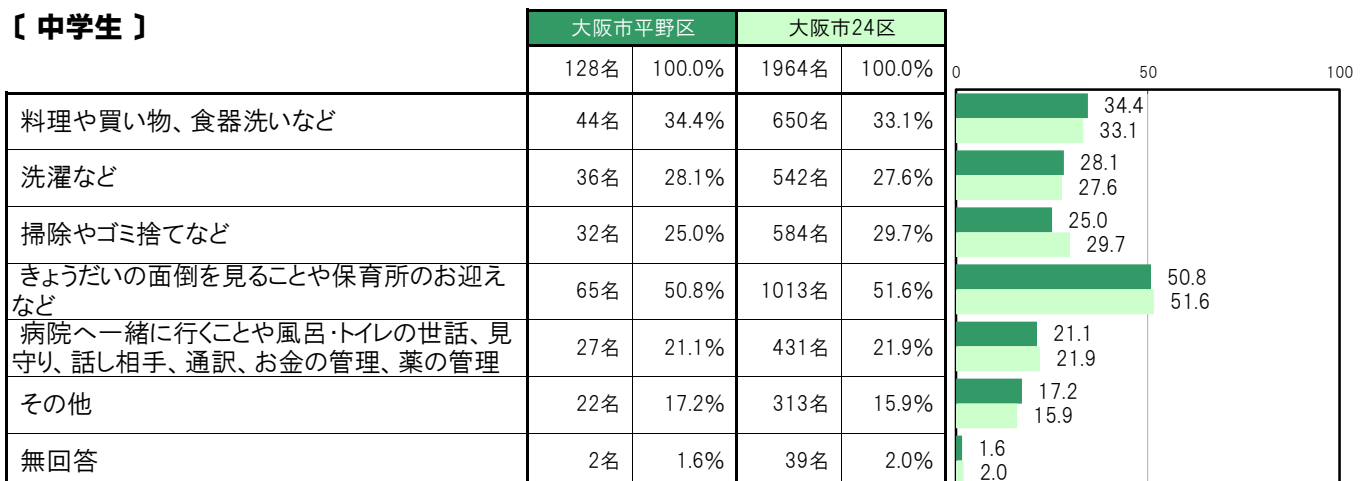 〔 中学生 〕
大阪市平野区 大阪市24区
128名 100.0% 1964名 100.0% 0 50 100
料理や買い物、食器洗いなど 44名 34.4% 650名 33.1% 34.4
33.1
洗濯など 36名 28.1% 542名 27.6% 28.1
27.6
掃除やゴミ捨てなど 32名 25.0% 584名 29.7% 25.0
29.7
きょうだいの面倒を見ることや保育所のお迎え
など 65名 50.8% 1013名 51.6% 50.8
51.6
病院へ一緒に行くことや風呂・トイレの世話、見
守り、話し相手、通訳、お金の管理、薬の管理 27名 21.1% 431名 21.9% 21.1
21.9
その他 22名 17.2% 313名 15.9% 17.2
15.9
無回答 2名 1.6% 39名 2.0% 1.6
2.0